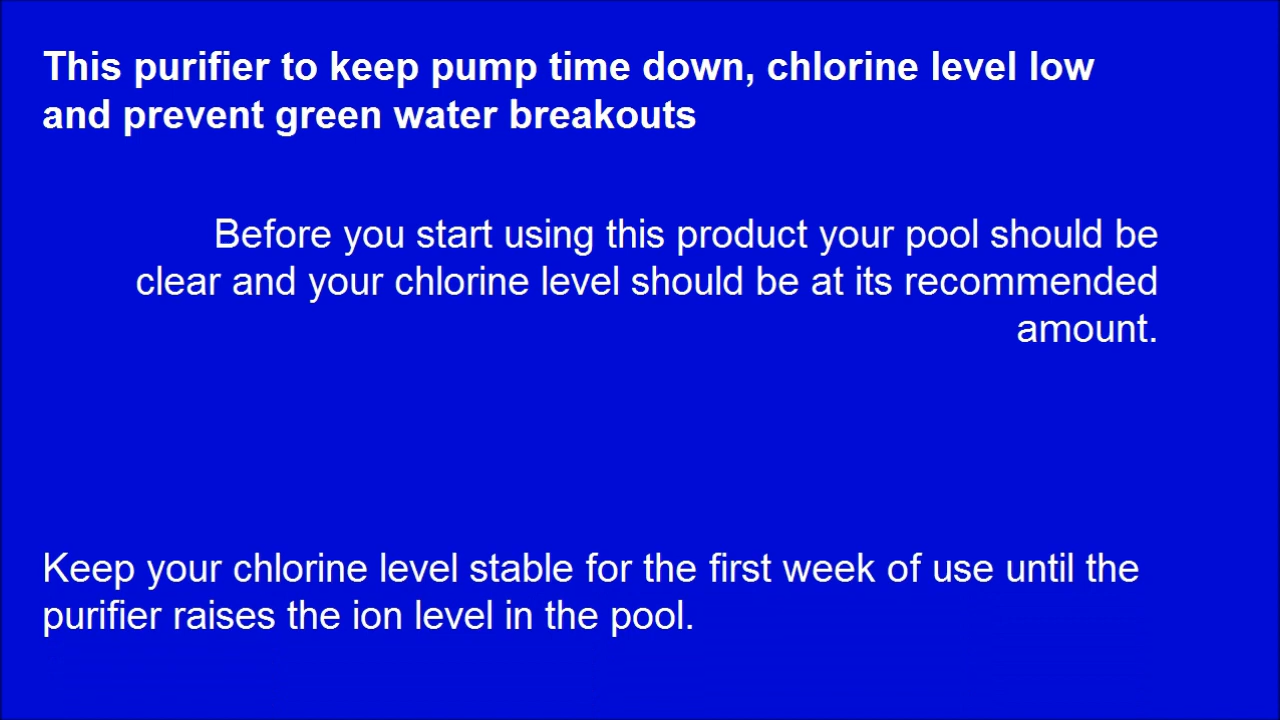 This purifier to keep pump time down, chlorine level low
and prevent green water breakouts
Before you start using this product your pool should be
clear and your chlorine level should be at its recommended
amount.
Keep your chlorine level stable for the first week of use until the
purifier raises the ion level in the pool.